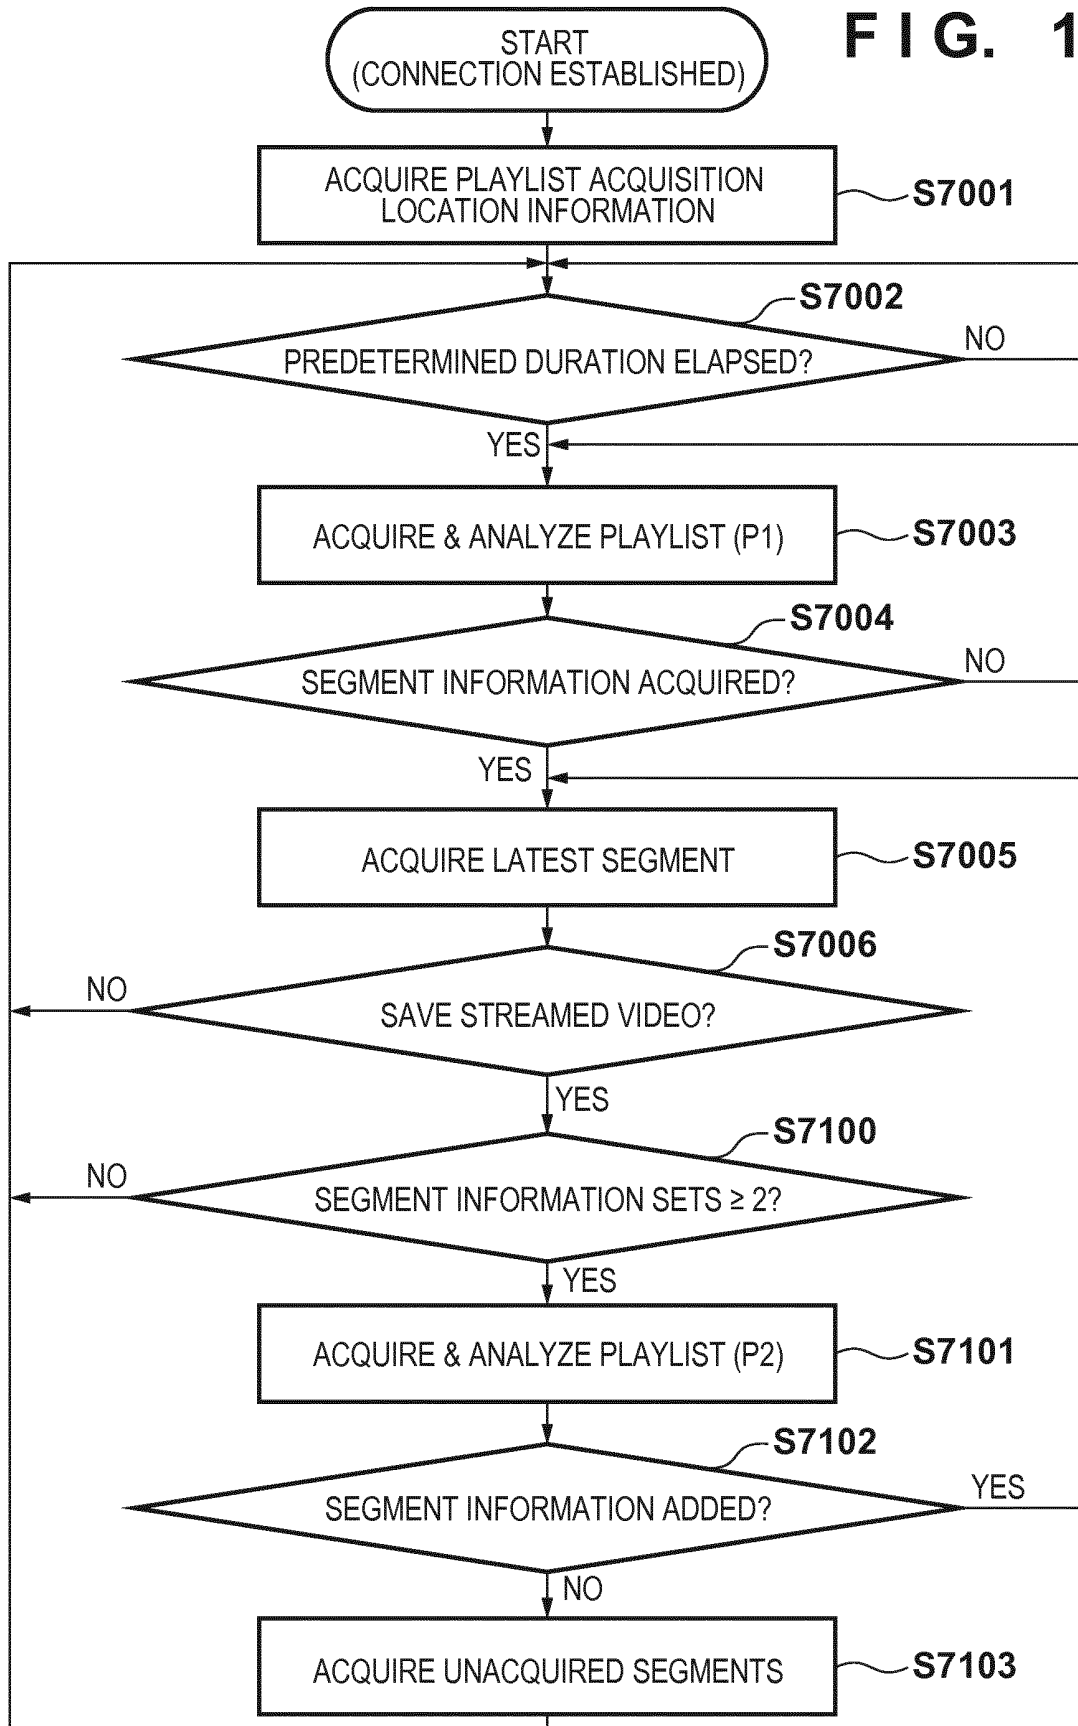 FIG. 1
START
(CONNECTION ESTABLISHED)
ACQUIRE PLAYLIST ACQUISITION
LOCATION INFORMATION
S7001
S7002
PREDETERMINED DURATION ELAPSED?
NO
YES
ACQUIRE & ANALYZE PLAYLIST (P1)
S7003
S7004
SEGMENT INFORMATION ACQUIRED?
NO
YES
ACQUIRE LATEST SEGMENT
S7005
S7006
NO
SAVE STREAMED VIDEO?
YES
S7100
NO
SEGMENT INFORMATION SETS ≥ 2?
YES
ACQUIRE & ANALYZE PLAYLIST (P2)
S7101
S7102
SEGMENT INFORMATION ADDED?
YES
NO
ACQUIRE UNACQUIRED SEGMENTS
S7103